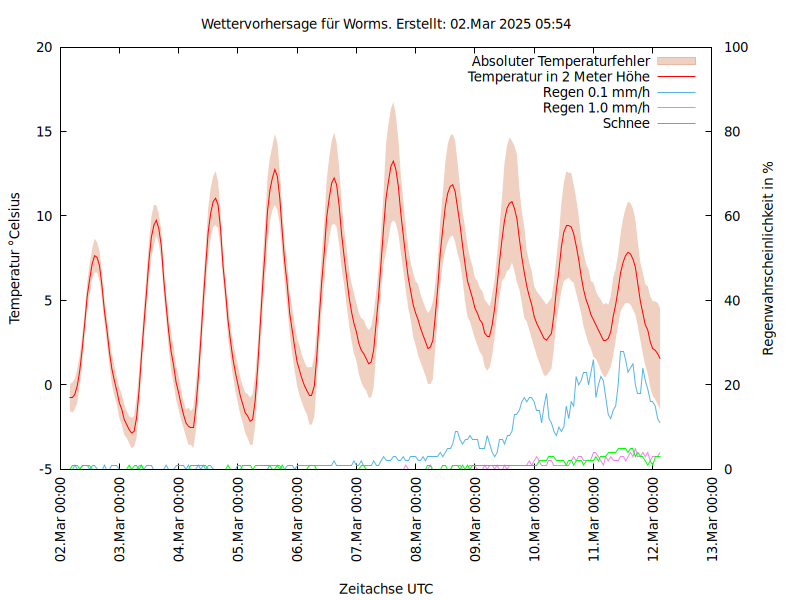 Wettervorhersage für Worms. Erstellt: 02.Mar 2025 05:54
Absoluter Temperaturfehler
Temperatur in 2 Meter Höhe
Regen 0.1 mm/h
Regen 1.0 mm/h
Schnee
Temperatur °Celsius
20
15
10
5
0
-5
100
80
60
40
20
0
Regenwahrscheinlichkeit in %
02.Mar 00:00
03.Mar 00:00
04.Mar 00:00
05.Mar 00:00
06.Mar 00:00
07.Mar 00:00
08.Mar 00:00
09.Mar 00:00
10.Mar 00:00
11.Mar 00:00
12.Mar 00:00
13.Mar 00:00
Zeitachse UTC